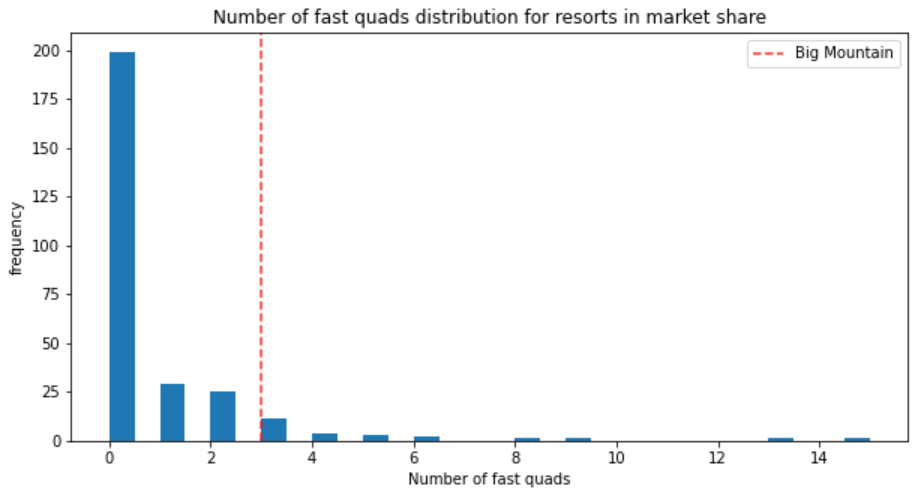 Number of fast quads distribution for resorts in market share
Big Mountain
200
175
150
125
100
75
50
25
0
frequency
0 2 4 6 8 10 12 14
Number of fast quads